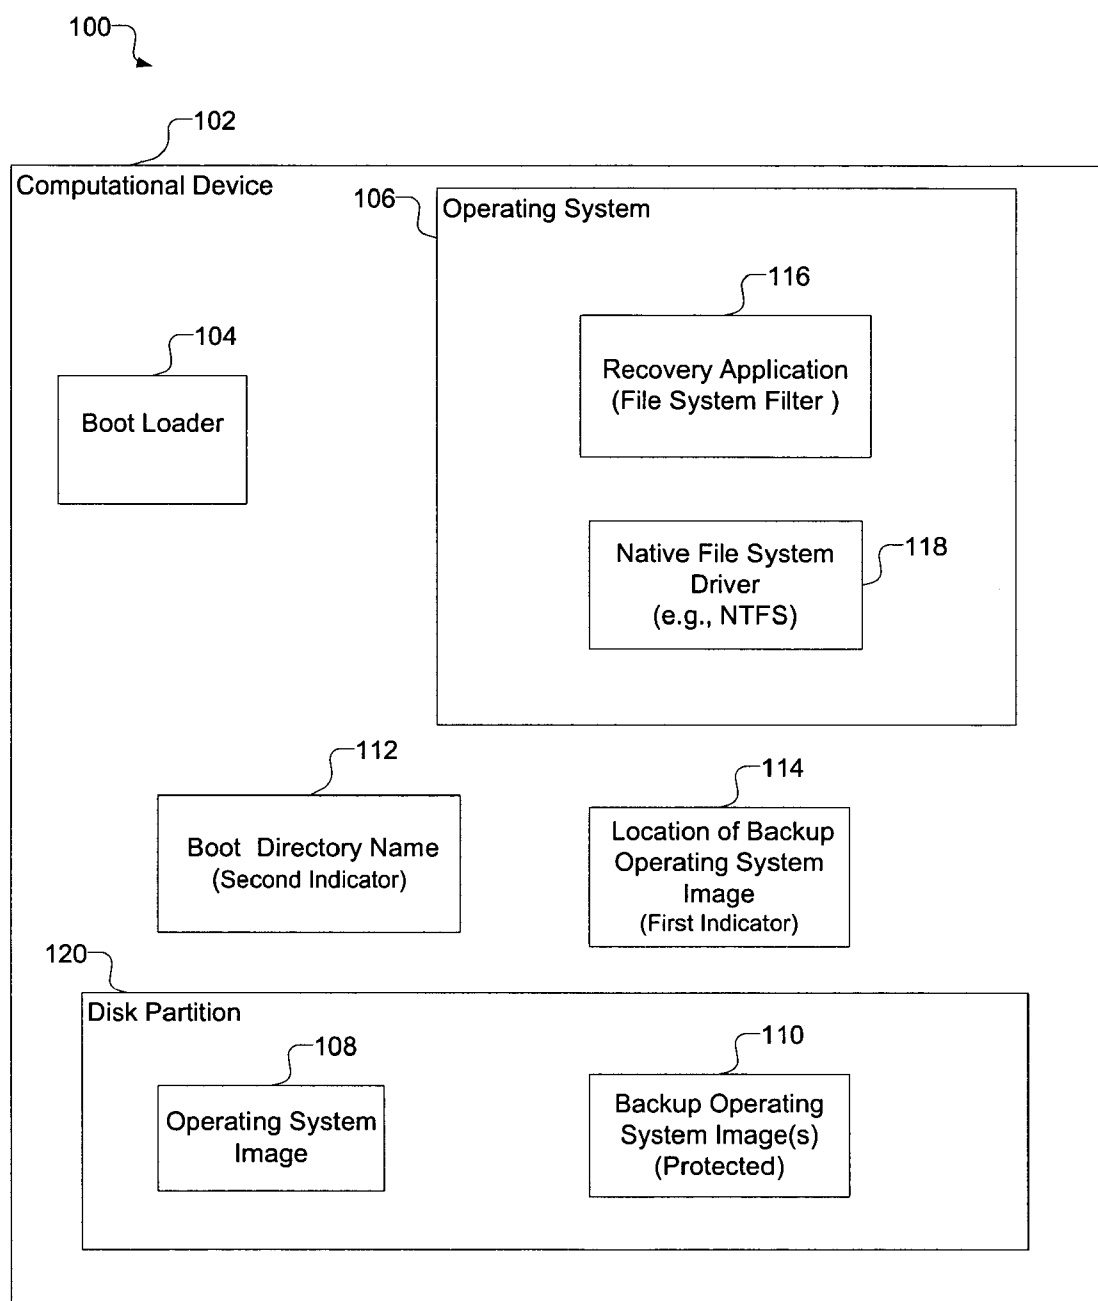 100
102
Computational Device
106
Operating System
116
Recovery Application
(File System Filter )
104
Boot Loader
118
Native File System
Driver
(e.g., NTFS)
112
Boot Directory Name
(Second Indicator)
114
Location of Backup
Operating System
Image
(First Indicator)
120
Disk Partition
108
Operating System
Image
110
Backup Operating
System Image(s)
(Protected)